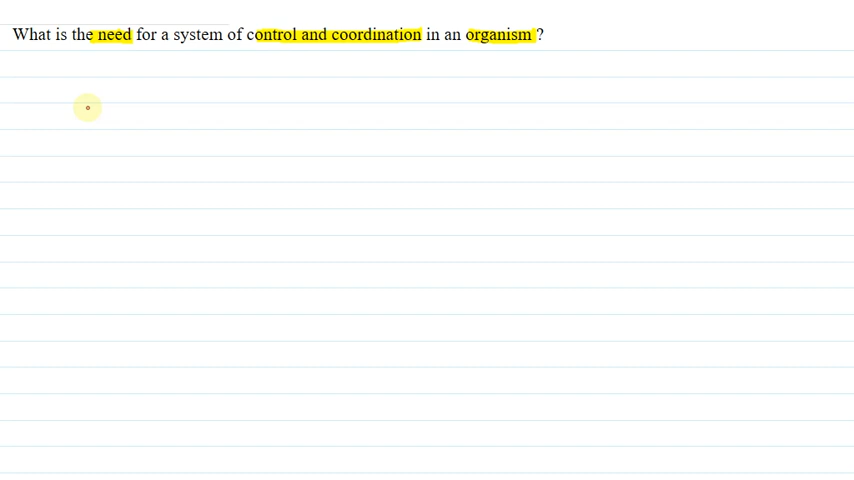 What is the need for a system of control and coordination in an organism ?